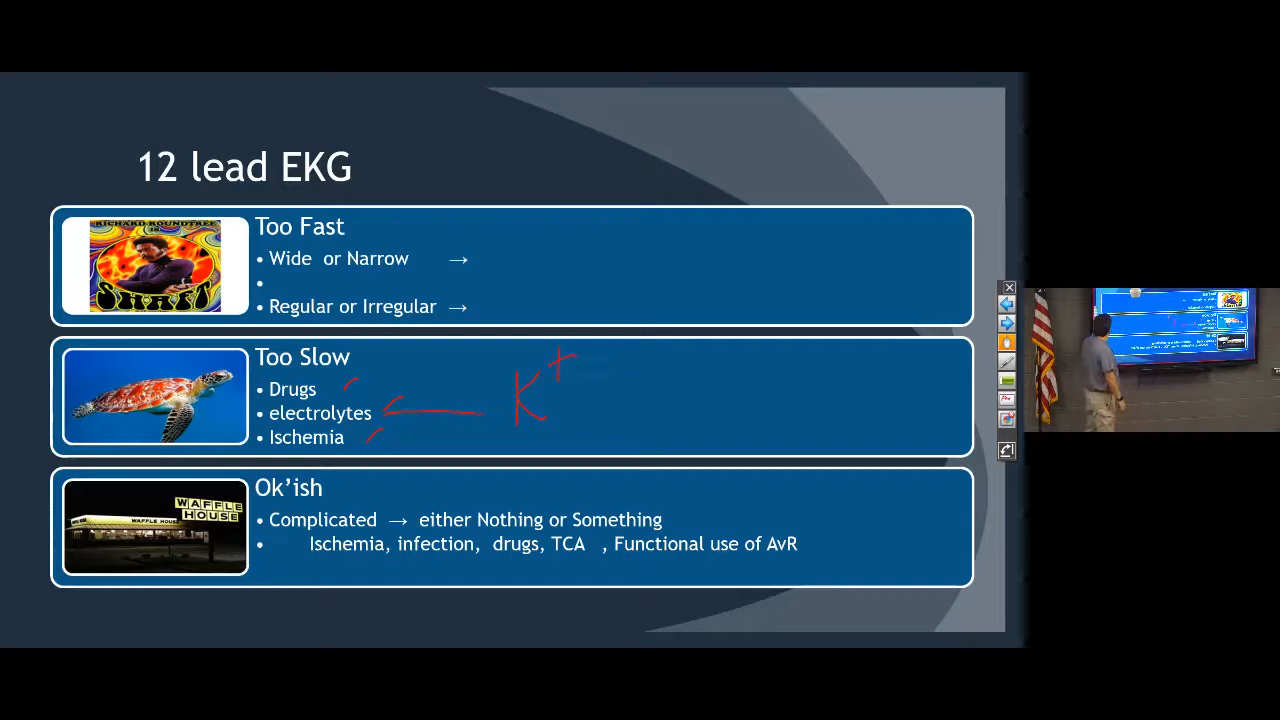 12 lead EKG
RICHARD ROUNDTREE
IS
SHAFT
Too Fast
• Wide or Narrow →
•
• Regular or Irregular →
Too Slow
• Drugs
• electrolytes
• Ischemia
K+
WAFFLE
HOUSE
WAFFLE HOUSE
Ok’ish
• Complicated → either Nothing or Something
• Ischemia, infection, drugs, TCA , Functional use of AvR